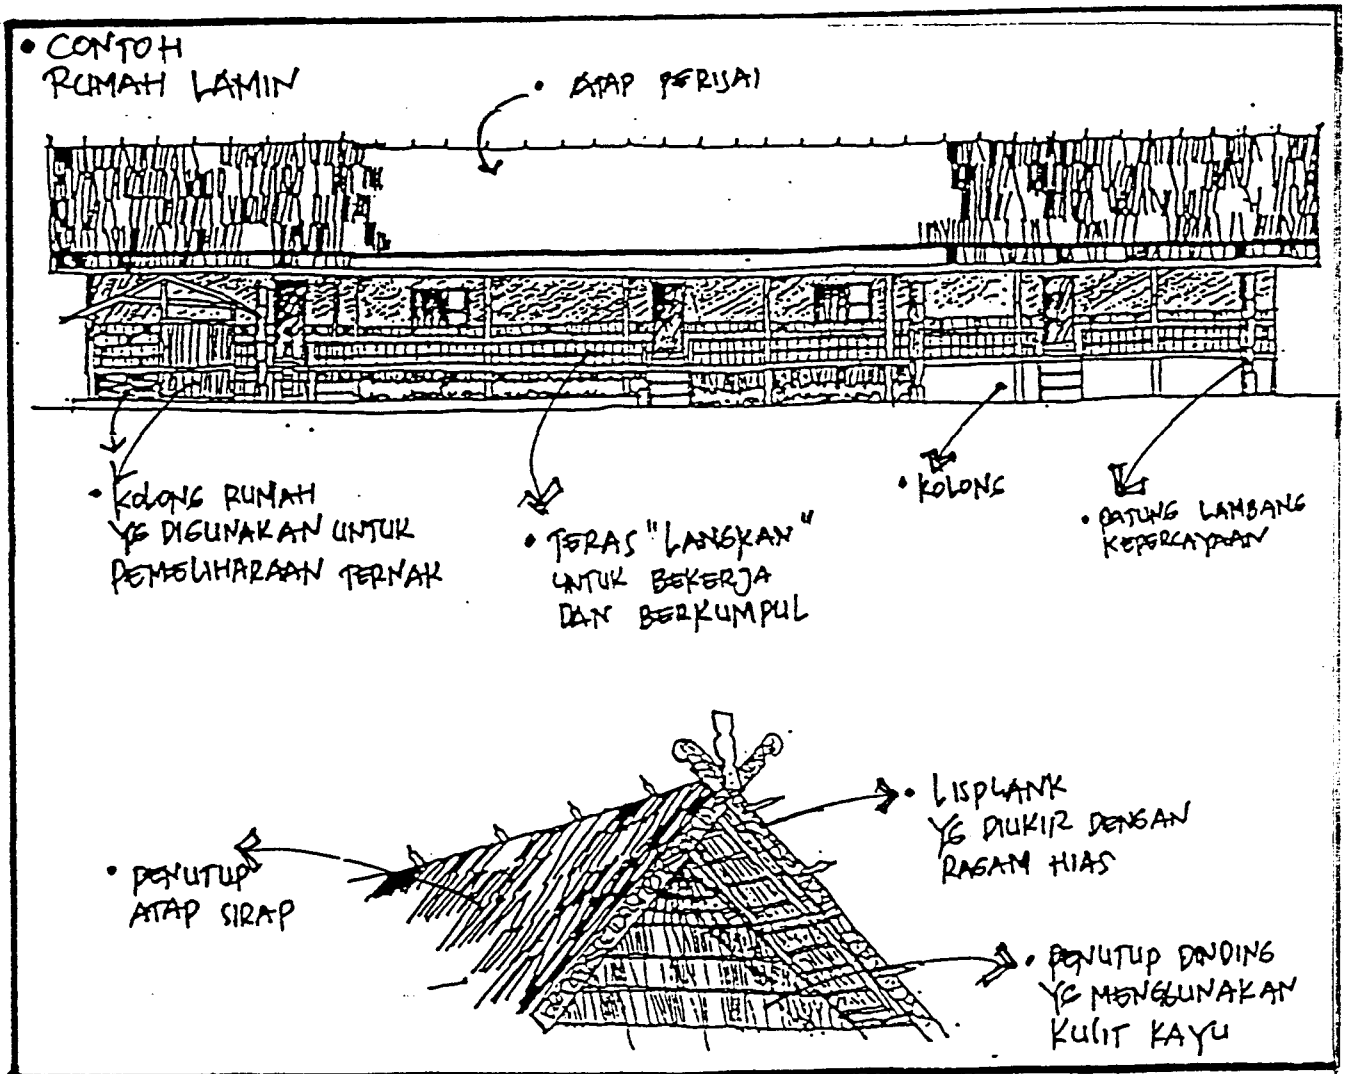 • CONTOH
RUMAH LAMIN
• ATAP PERISAI
• KOLONG RUMAH
YG DIGUNAKAN UNTUK
PEMELIHARAAN TERNAK
• TERAS "LANGKAN"
UNTUK BEKERJA
DAN BERKUMPUL
• KOLONG
• PATUNG LAMBANG
KEPERCAYAAN
• LISPLANK
YG DIUKIR DENGAN
RAGAM HIAS
• PENUTUP
ATAP SIRAP
• PENUTUP DINDING
YG MENGGUNAKAN
KULIT KAYU